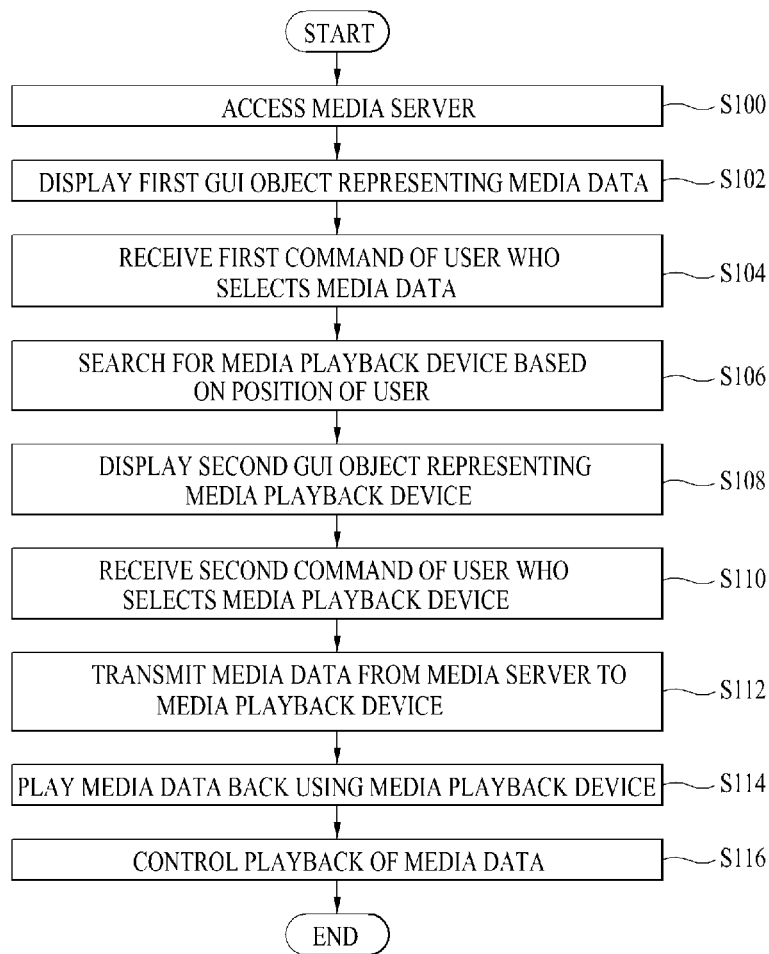 START
ACCESS MEDIA SERVER
S100
DISPLAY FIRST GUI OBJECT REPRESENTING MEDIA DATA
S102
RECEIVE FIRST COMMAND OF USER WHO
SELECTS MEDIA DATA
S104
SEARCH FOR MEDIA PLAYBACK DEVICE BASED
ON POSITION OF USER
S106
DISPLAY SECOND GUI OBJECT REPRESENTING
MEDIA PLAYBACK DEVICE
S108
RECEIVE SECOND COMMAND OF USER WHO
SELECTS MEDIA PLAYBACK DEVICE
S110
TRANSMIT MEDIA DATA FROM MEDIA SERVER TO
MEDIA PLAYBACK DEVICE
S112
PLAY MEDIA DATA BACK USING MEDIA PLAYBACK DEVICE
S114
CONTROL PLAYBACK OF MEDIA DATA
S116
END